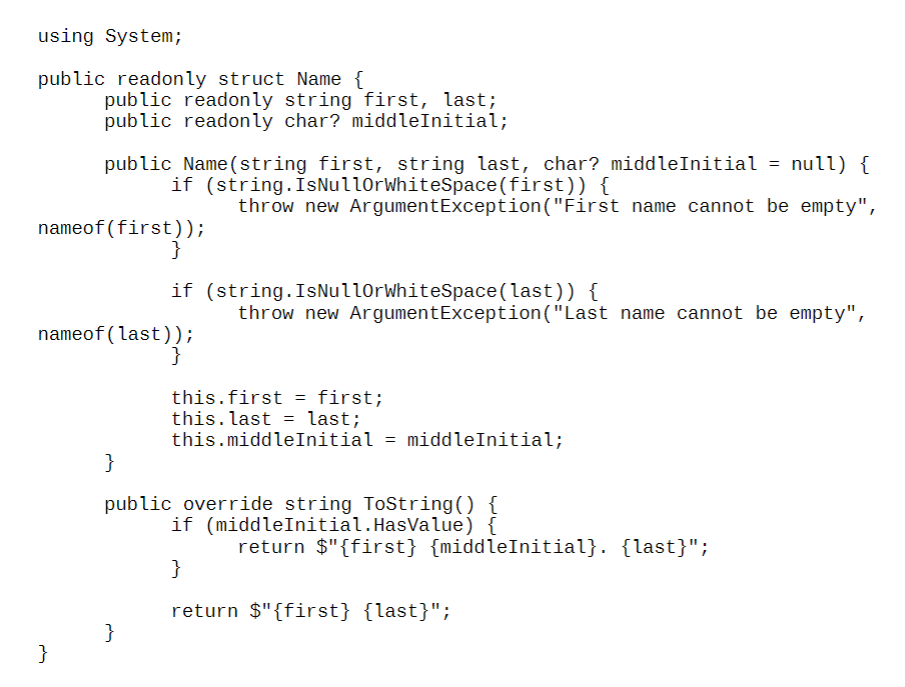 using System;

public readonly struct Name {
      public readonly string first, last;
      public readonly char? middleInitial;

      public Name(string first, string last, char? middleInitial = null) {
            if (string.IsNullOrWhiteSpace(first)) {
                  throw new ArgumentException("First name cannot be empty",
nameof(first));
            }

            if (string.IsNullOrWhiteSpace(last)) {
                  throw new ArgumentException("Last name cannot be empty",
nameof(last));
            }

            this.first = first;
            this.last = last;
            this.middleInitial = middleInitial;
      }

      public override string ToString() {
            if (middleInitial.HasValue) {
                  return $"{first} {middleInitial}. {last}";
            }

            return $"{first} {last}";
      }
}